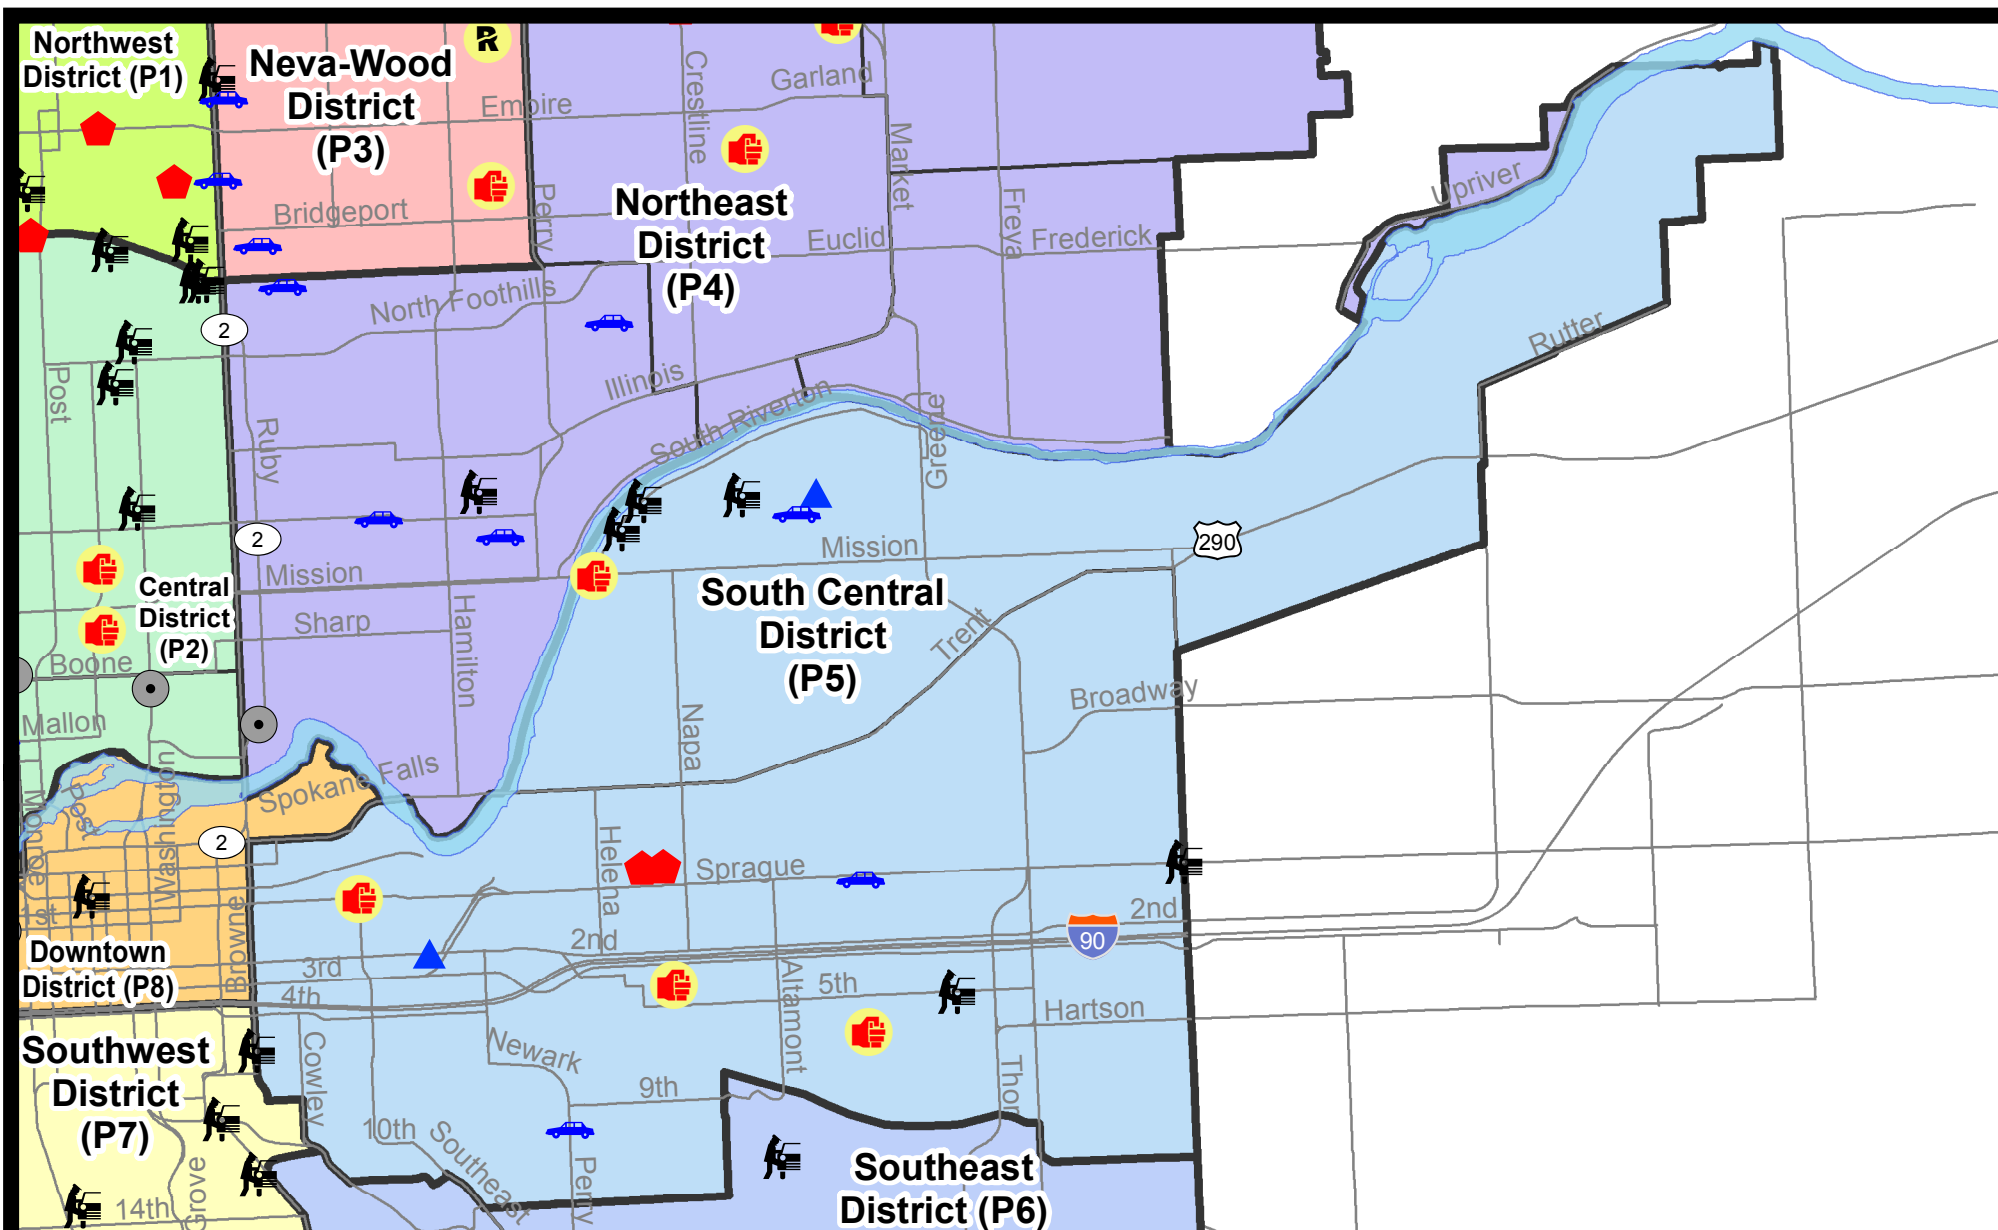 Northwest
District (P1)
Neva-Wood
District
(P3)
R
Crestline
Garland
Empire
Market
Perry
Bridgeport
Northeast
District
(P4)
Euclid
Freya
Frederick
Upriver
North Foothills
2
Rutter
Post
Illinois
South Riverton
Greene
Ruby
2
Mission
290
Mission
Central
District
(P2)
South Central
District
(P5)
Sharp
Hamilton
Trent
Boone
Broadway
Mallon
Napa
Spokane Falls
Post
Washington
Monroe
2
Helena
Sprague
1st
Browne
2nd
90
2nd
Downtown
District (P8)
3rd
4th
Altamont
5th
Hartson
Southwest
District
(P7)
Cowley
Newark
Thor
9th
10th
Southeast
Perry
Southeast
District (P6)
Grove
14th